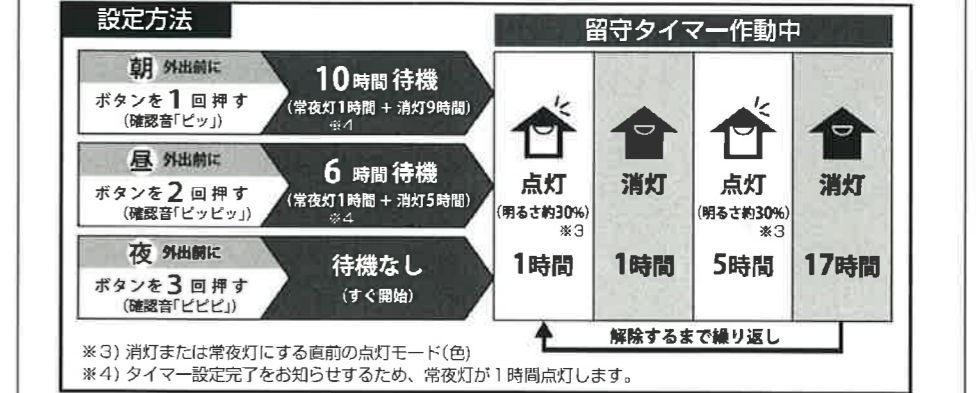 設定方法
留守タイマー作動中
朝 外出前に
ボタンを1回押す
(確認音「ピッ」)
10時間待機
(常夜灯1時間 + 消灯9時間)
※4
昼 外出前に
ボタンを2回押す
(確認音「ピッピッ」)
6 時間待機
(常夜灯1時間 + 消灯5時間)
※4
夜 外出前に
ボタンを3回押す
(確認音「ピピピ」)
待機なし
(すぐ開始)
点灯
(明るさ約30%)
※3
1時間
消灯
1時間
点灯
(明るさ約30%)
※3
5時間
消灯
17時間
解除するまで繰り返し
※3) 消灯または常夜灯にする直前の点灯モード(色)
※4) タイマー設定完了をお知らせするため、常夜灯が1時間点灯します。